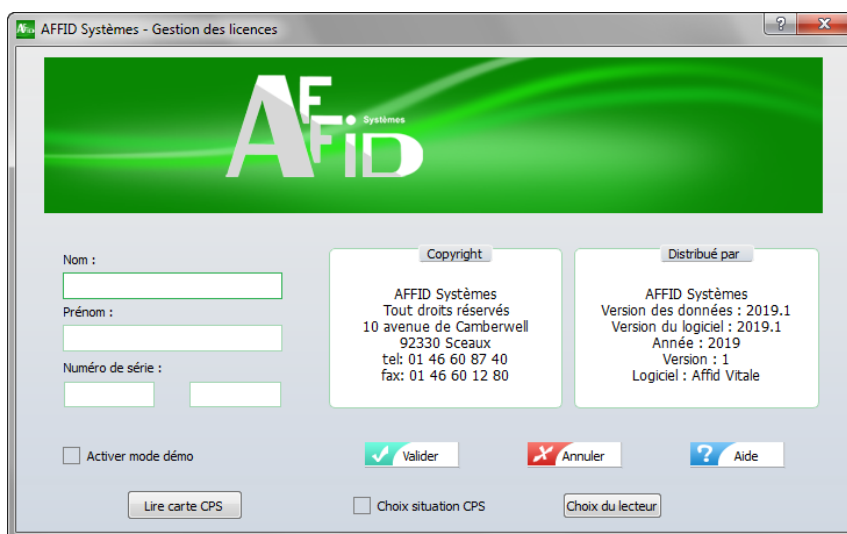 AFFID Systèmes - Gestion des licences
AFFID Systèmes
Nom :
Prénom :
Numéro de série :
Copyright
AFFID Systèmes
Tout droits réservés
10 avenue de Camberwell
92330 Sceaux
tel: 01 46 60 87 40
fax: 01 46 60 12 80
Distribué par
AFFID Systèmes
Version des données : 2019.1
Version du logiciel : 2019.1
Année : 2019
Version : 1
Logiciel : Affid Vitale
Activer mode démo
Valider
Annuler
? Aide
Lire carte CPS
Choix situation CPS
Choix du lecteur